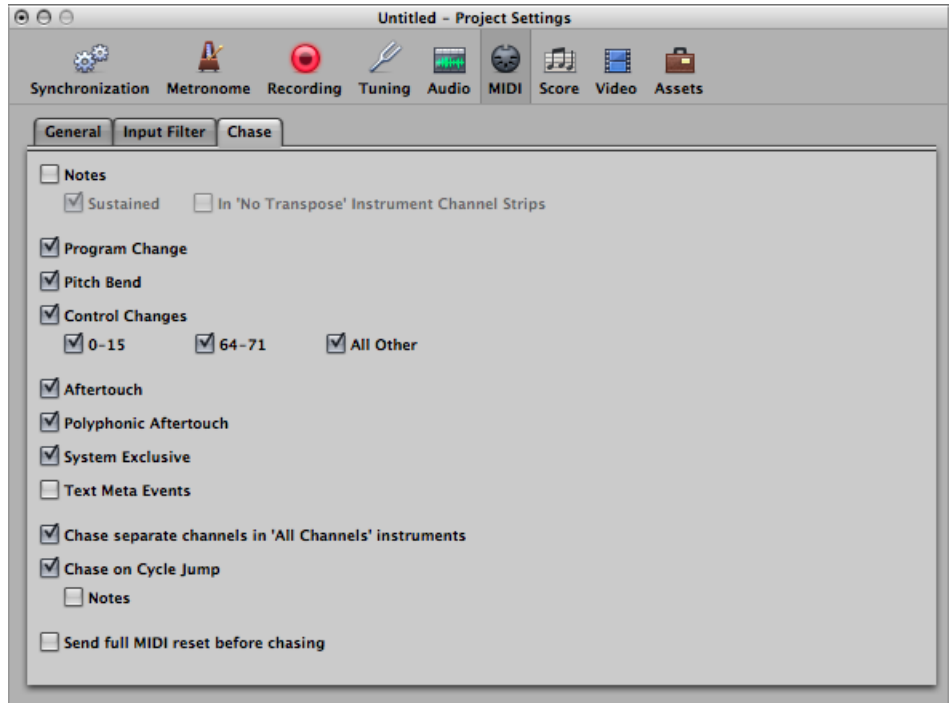 Untitled – Project Settings
Synchronization Metronome Recording Tuning Audio MIDI Score Video Assets
General Input Filter Chase
Notes
Sustained In 'No Transpose' Instrument Channel Strips
Program Change
Pitch Bend
Control Changes
0–15 64–71 All Other
Aftertouch
Polyphonic Aftertouch
System Exclusive
Text Meta Events
Chase separate channels in 'All Channels' instruments
Chase on Cycle Jump
Notes
Send full MIDI reset before chasing